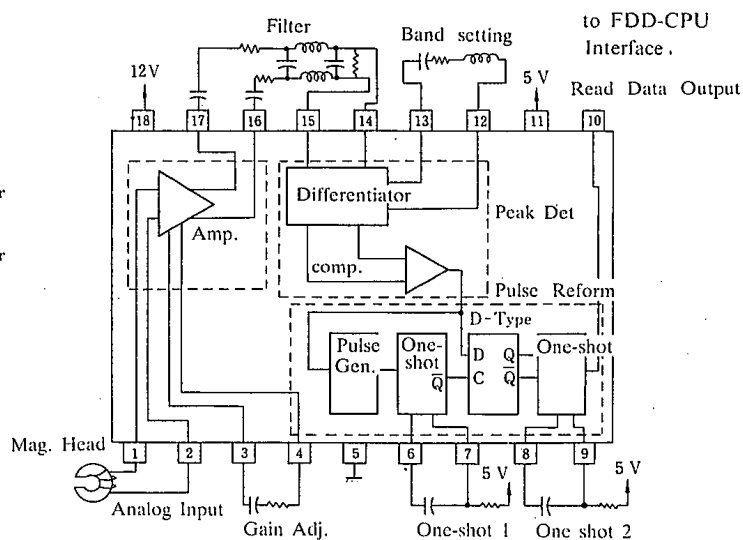 to FDD-CPU
Interface.
Filter
Band setting
12V
5 V
Read Data Output
18
17
16
15
14
13
12
11
10
r
r
Differentiator
Amp.
Peak Det
comp.
Pulse Reform
D-Type
Pulse
Gen.
One-
shot
Q
D Q
C Q
One-shot
Mag. Head
1
2
3
4
5
6
7
8
9
5 V
5 V
Analog Input
Gain Adj.
One-shot 1
One shot 2